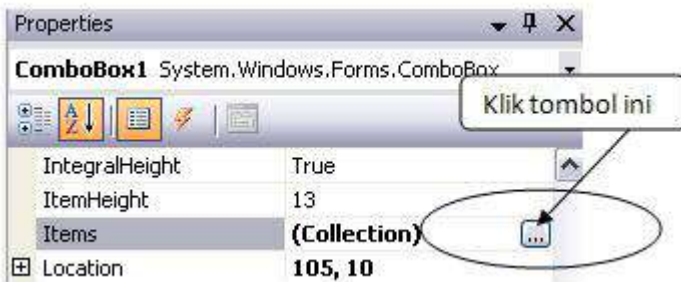 Properties
ComboBox1 System.Windows.Forms.ComboBox
Klik tombol ini
IntegralHeight True
ItemHeight 13
Items (Collection) ...
Location 105, 10